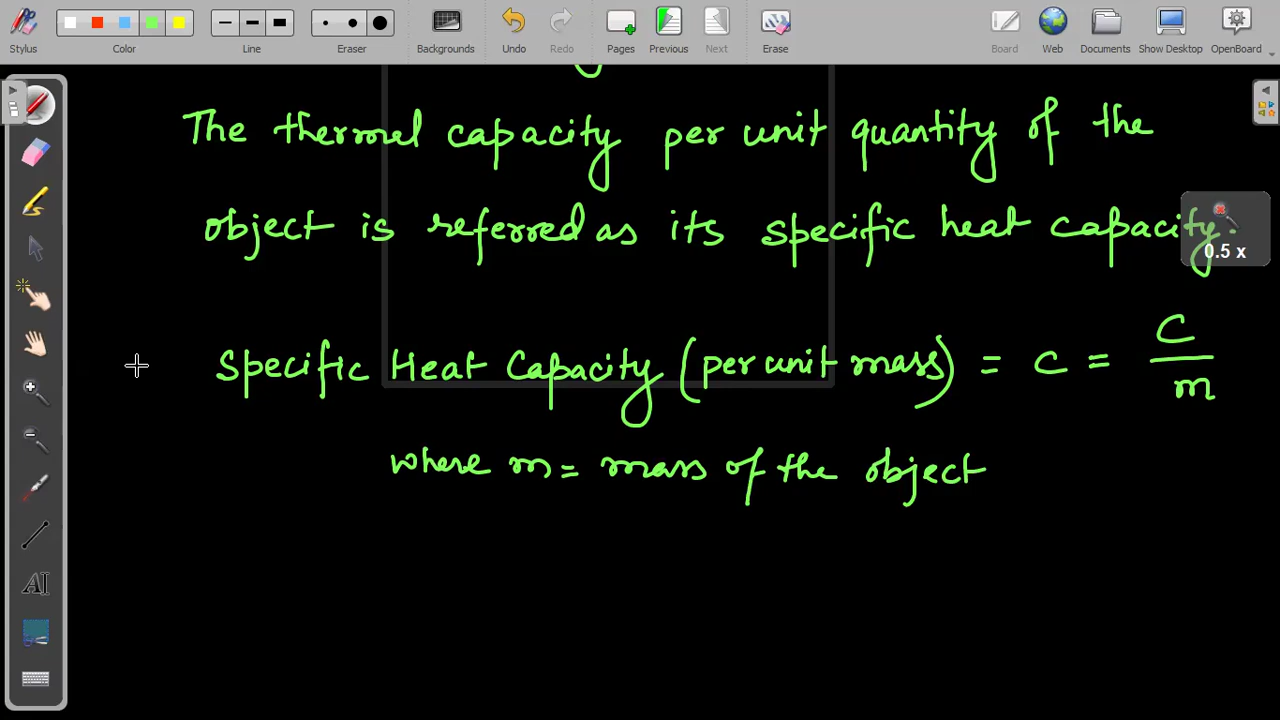 Color
Line
Eraser
Stylus Backgrounds Undo Redo Pages Previous Next Erase Board Web Documents Show Desktop OpenBoard
The thermal capacity per unit quantity of the
object is referred as its specific heat capacity.
0.5 x
Specific Heat Capacity (per unit mass) = c = C/m
where m = mass of the object
AI